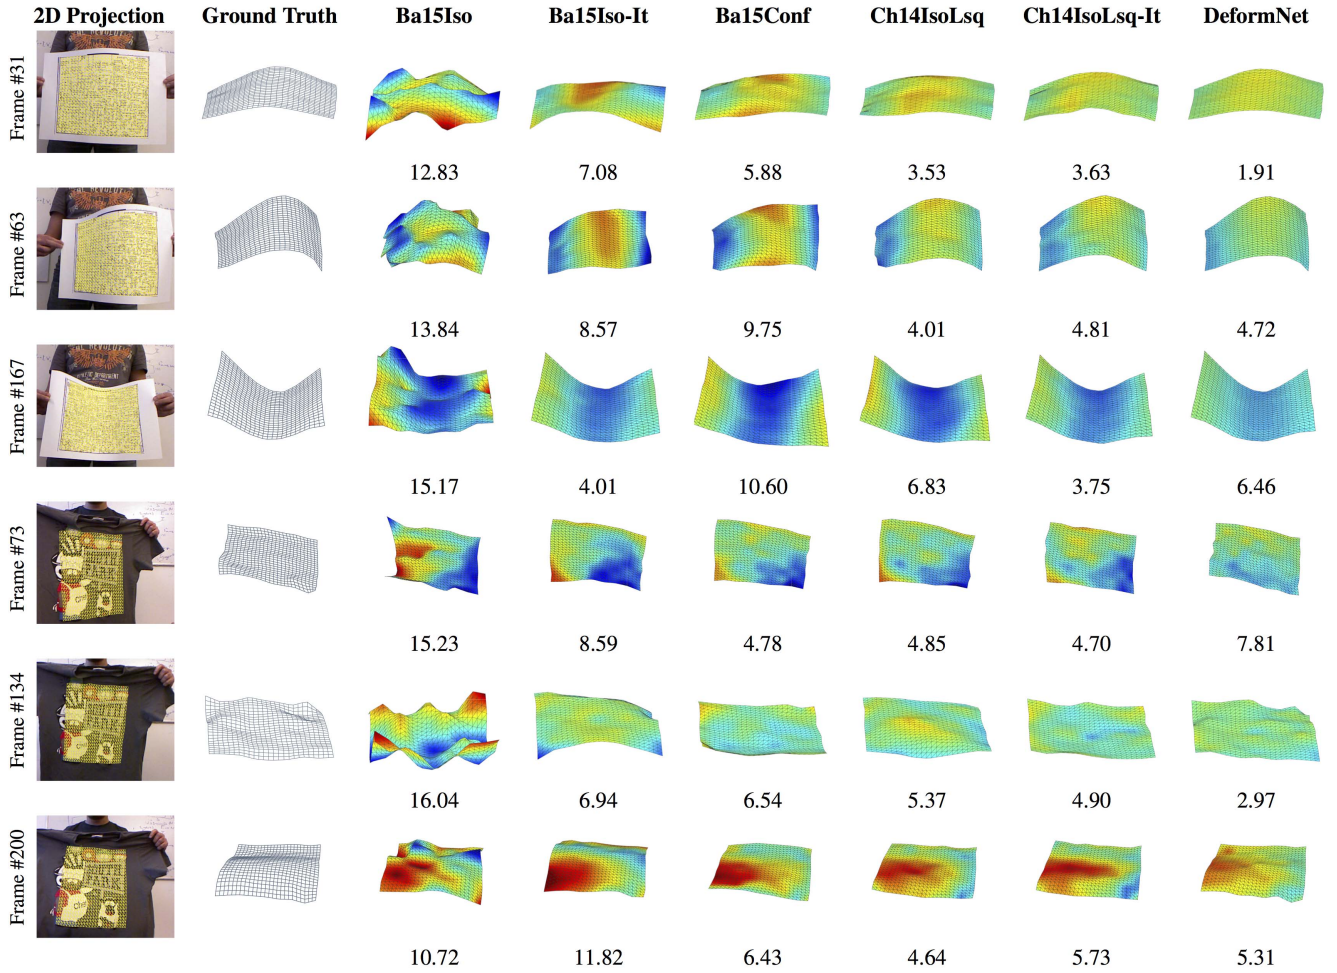 2D Projection Ground Truth Ba15Iso Ba15Iso-It Ba15Conf Ch14IsoLsq Ch14IsoLsq-It DeformNet
Frame #31
12.83 7.08 5.88 3.53 3.63 1.91
Frame #63
13.84 8.57 9.75 4.01 4.81 4.72
Frame #167
15.17 4.01 10.60 6.83 3.75 6.46
Frame #73
15.23 8.59 4.78 4.85 4.70 7.81
Frame #134
16.04 6.94 6.54 5.37 4.90 2.97
Frame #200
10.72 11.82 6.43 4.64 5.73 5.31